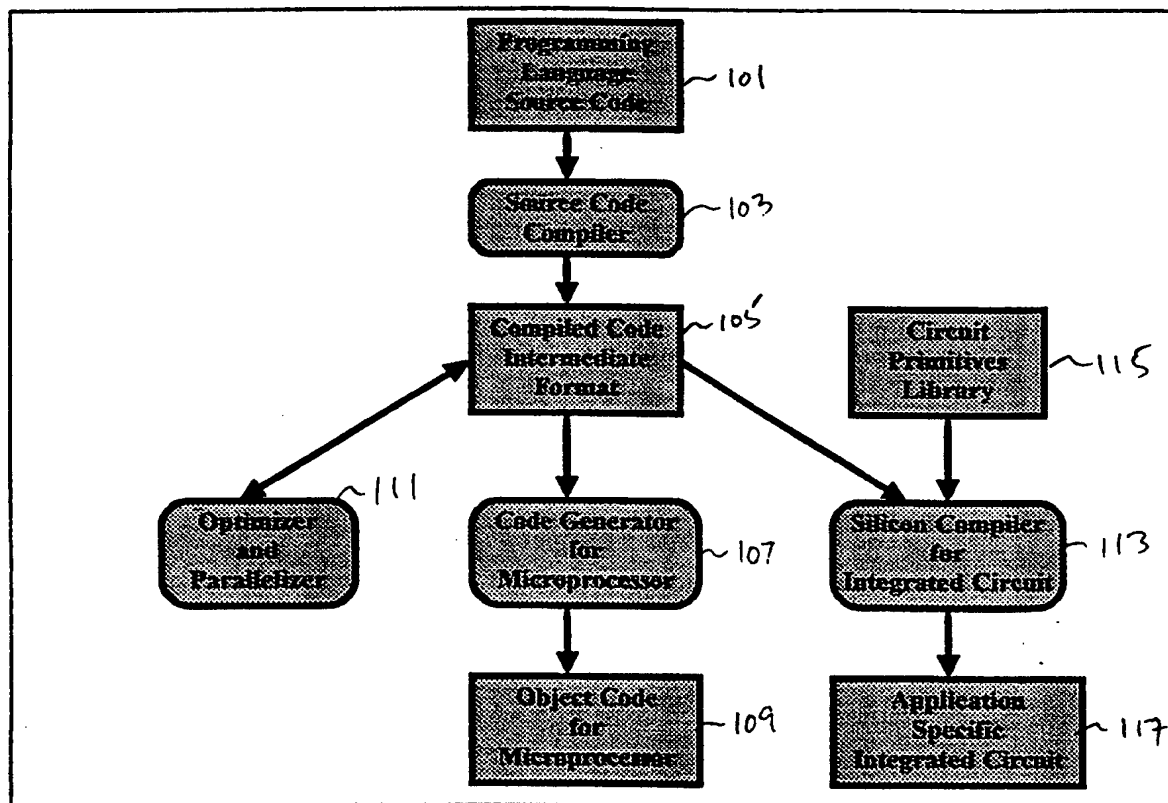 Programming
Language
Source Code
101
Source Code
Compiler
103
Compiled Code
Intermediate
Format
105
Circuit
Primitives
Library
115
Optimizer
and
Parallelizer
111
Code Generator
for
Microprocessor
107
Silicon Compiler
for
Integrated Circuit
113
Object Code
for
Microprocessor
109
Application
Specific
Integrated Circuit
117